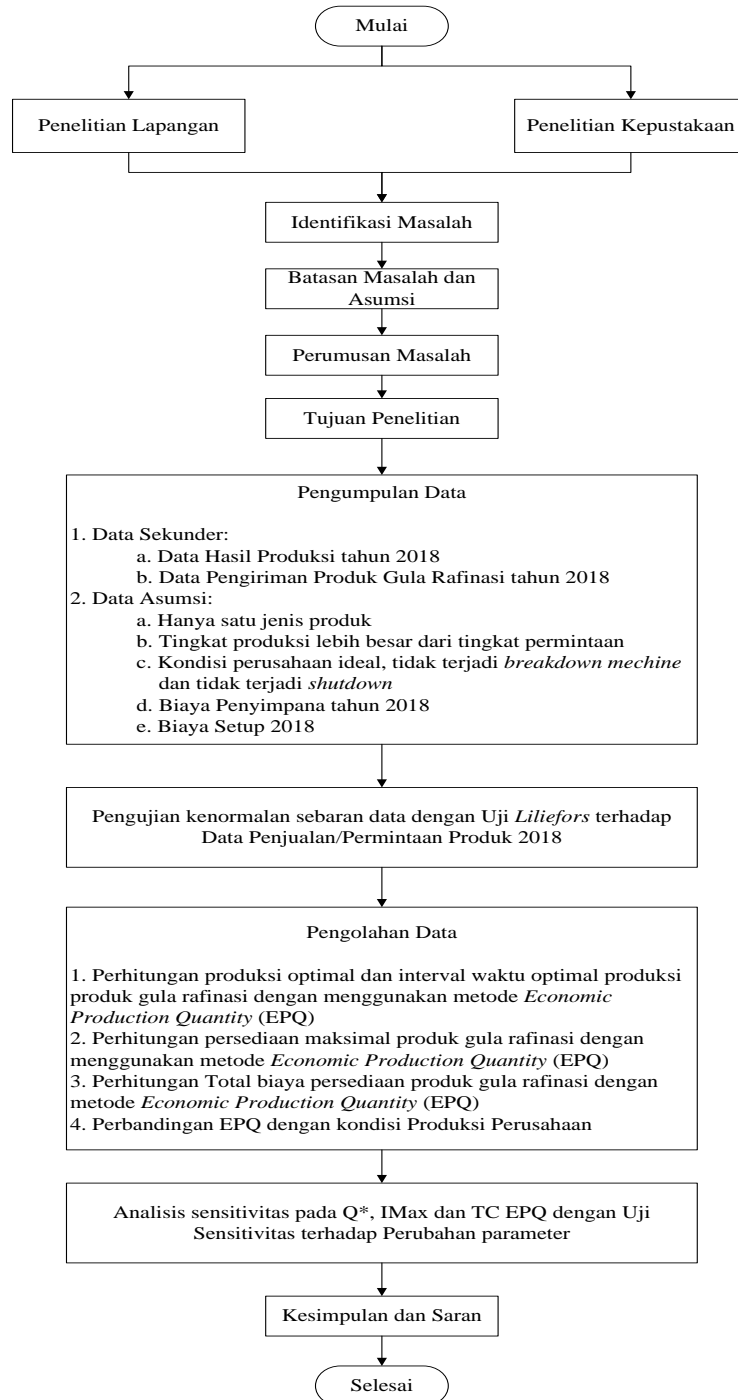 Mulai
Penelitian Lapangan
Penelitian Kepustakaan
Identifikasi Masalah
Batasan Masalah dan
Asumsi
Perumusan Masalah
Tujuan Penelitian
Pengumpulan Data
1. Data Sekunder:
a. Data Hasil Produksi tahun 2018
b. Data Pengiriman Produk Gula Rafinasi tahun 2018
2. Data Asumsi:
a. Hanya satu jenis produk
b. Tingkat produksi lebih besar dari tingkat permintaan
c. Kondisi perusahaan ideal, tidak terjadi breakdown mechine
dan tidak terjadi shutdown
d. Biaya Penyimpana tahun 2018
e. Biaya Setup 2018
Pengujian kenormalan sebaran data dengan Uji Liliefors terhadap
Data Penjualan/Permintaan Produk 2018
Pengolahan Data
1. Perhitungan produksi optimal dan interval waktu optimal produksi
produk gula rafinasi dengan menggunakan metode Economic
Production Quantity (EPQ)
2. Perhitungan persediaan maksimal produk gula rafinasi dengan
menggunakan metode Economic Production Quantity (EPQ)
3. Perhitungan Total biaya persediaan produk gula rafinasi dengan
metode Economic Production Quantity (EPQ)
4. Perbandingan EPQ dengan kondisi Produksi Perusahaan
Analisis sensitivitas pada Q*, IMax dan TC EPQ dengan Uji
Sensitivitas terhadap Perubahan parameter
Kesimpulan dan Saran
Selesai